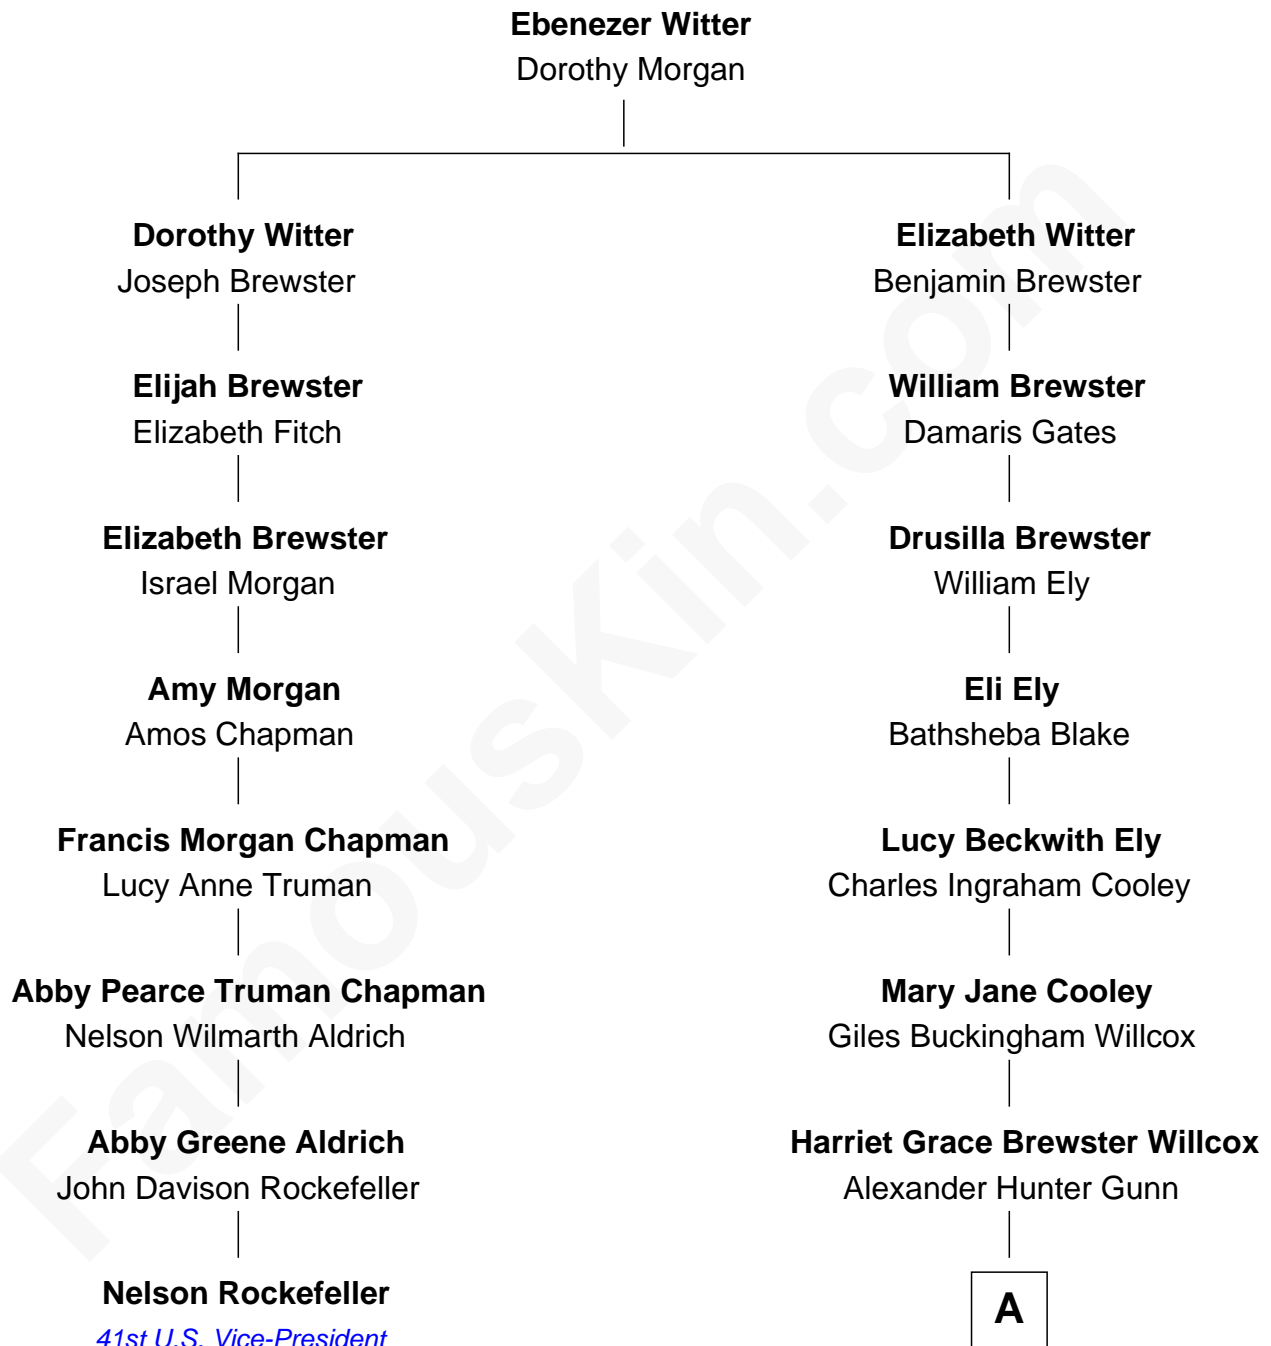 Ebenezer Witter
Dorothy Morgan
Dorothy Witter
Joseph Brewster
Elizabeth Witter
Benjamin Brewster
Elijah Brewster
Elizabeth Fitch
William Brewster
Damaris Gates
Elizabeth Brewster
Israel Morgan
Drusilla Brewster
William Ely
Amy Morgan
Amos Chapman
Eli Ely
Bathsheba Blake
Francis Morgan Chapman
Lucy Anne Truman
Lucy Beckwith Ely
Charles Ingraham Cooley
Abby Pearce Truman Chapman
Nelson Wilmarth Aldrich
Mary Jane Cooley
Giles Buckingham Willcox
Abby Greene Aldrich
John Davison Rockefeller
Harriet Grace Brewster Willcox
Alexander Hunter Gunn
Nelson Rockefeller
41st U.S. Vice-President
A
FamousKin.com